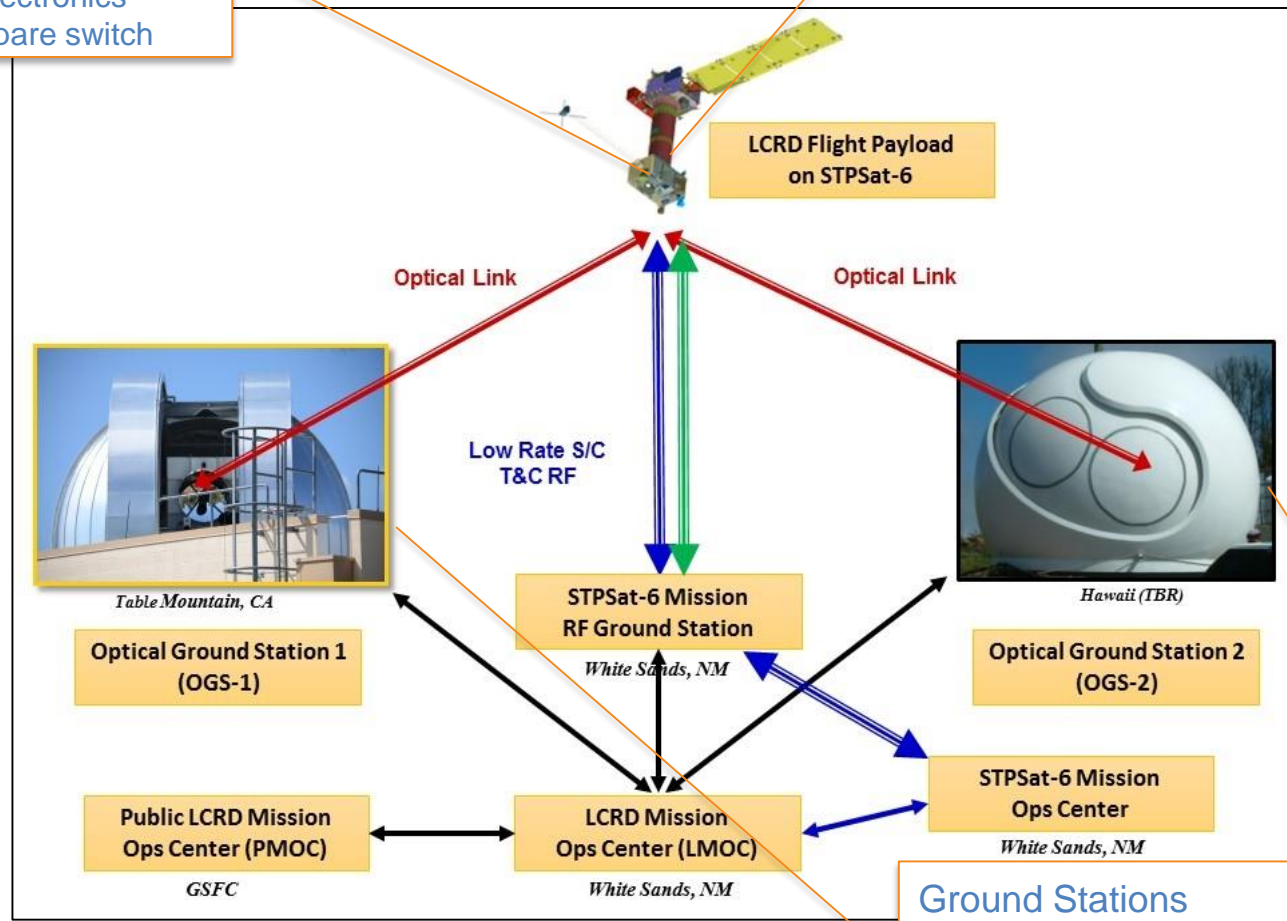 pare switch
LCRD Flight Payload
on STPSat-6
Optical Link
Optical Link
Low Rate S/C
T&C RF
Table Mountain, CA
Hawaii (TBR)
STPSat-6 Mission
RF Ground Station
White Sands, NM
Optical Ground Station 1
(OGS-1)
Optical Ground Station 2
(OGS-2)
STPSat-6 Mission
Ops Center
White Sands, NM
Public LCRD Mission
Ops Center (PMOC)
GSFC
LCRD Mission
Ops Center (LMOC)
White Sands, NM
Ground Stations